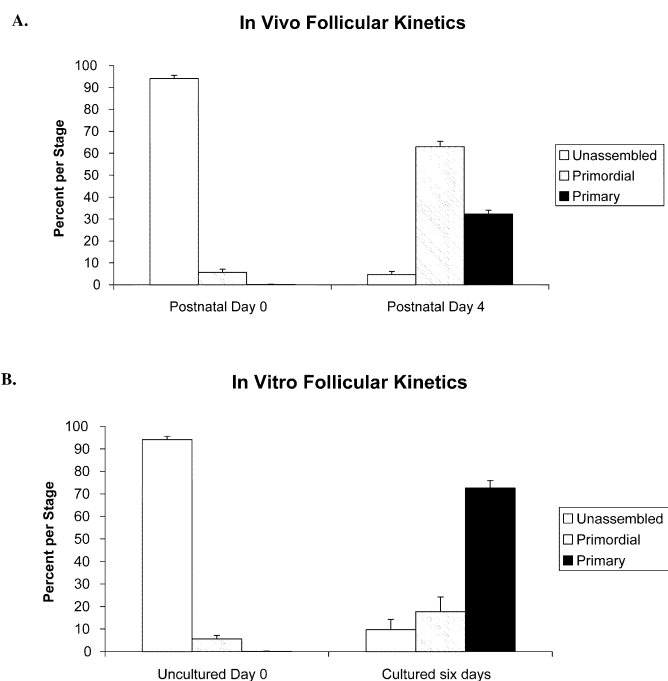 A.
In Vivo Follicular Kinetics
Percent per Stage
100
90
80
70
60
50
40
30
20
10
0
Postnatal Day 0
Postnatal Day 4
Unassembled
Primordial
Primary
B.
In Vitro Follicular Kinetics
Percent per Stage
100
90
80
70
60
50
40
30
20
10
0
Uncultured Day 0
Cultured six days
Unassembled
Primordial
Primary